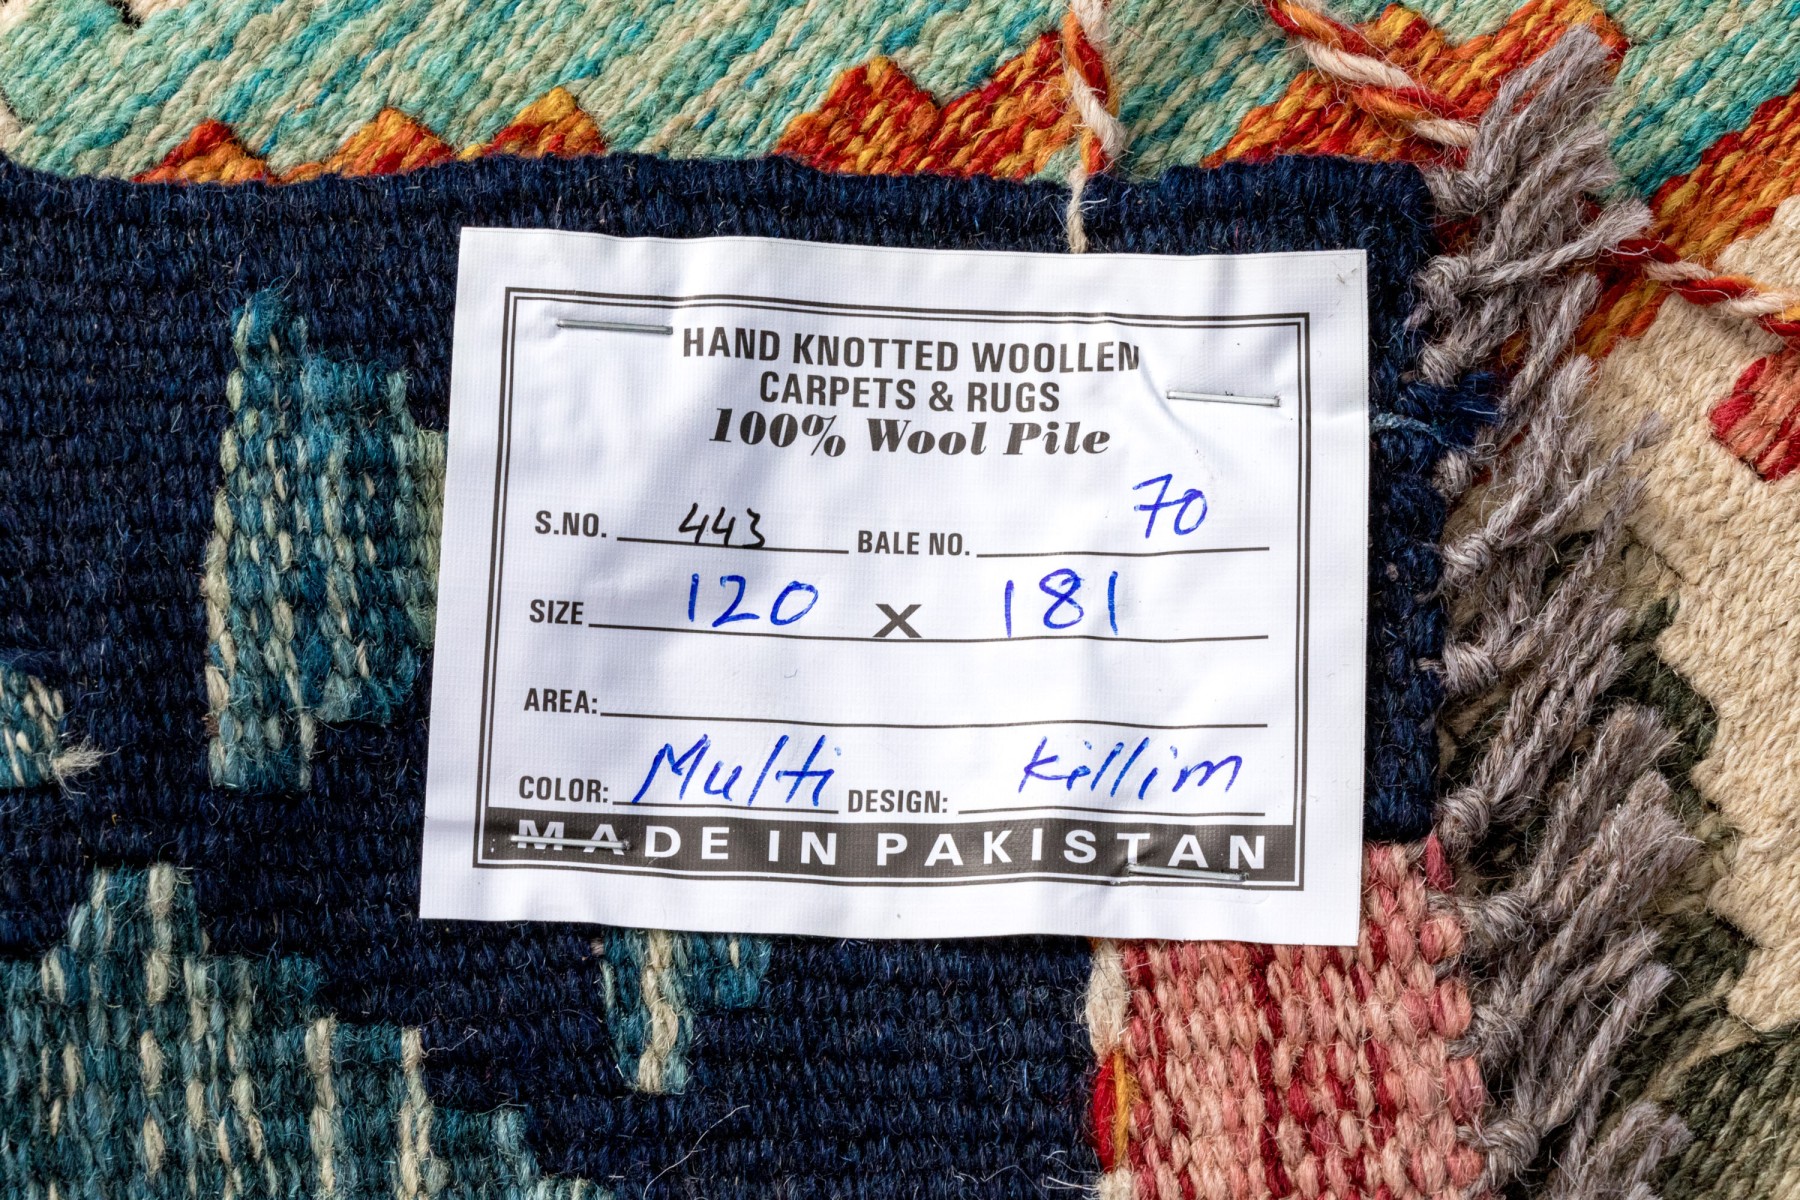 HAND KNOTTED WOOLLEN
CARPETS & RUGS
100% Wool Pile
S.NO. 443 BALE NO. 70
SIZE 120 X 181
AREA:
COLOR: Multi DESIGN: Killim
MADE IN PAKISTAN